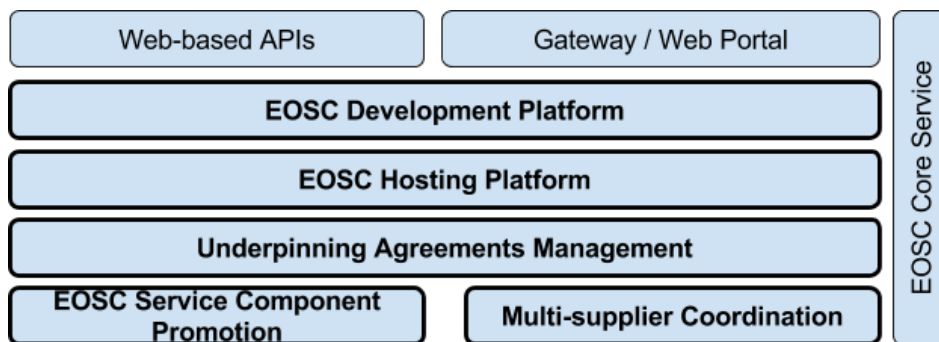 Web-based APIs
Gateway / Web Portal
EOSC Development Platform
EOSC Hosting Platform
Underpinning Agreements Management
EOSC Service Component
Promotion
Multi-supplier Coordination
EOSC Core Service